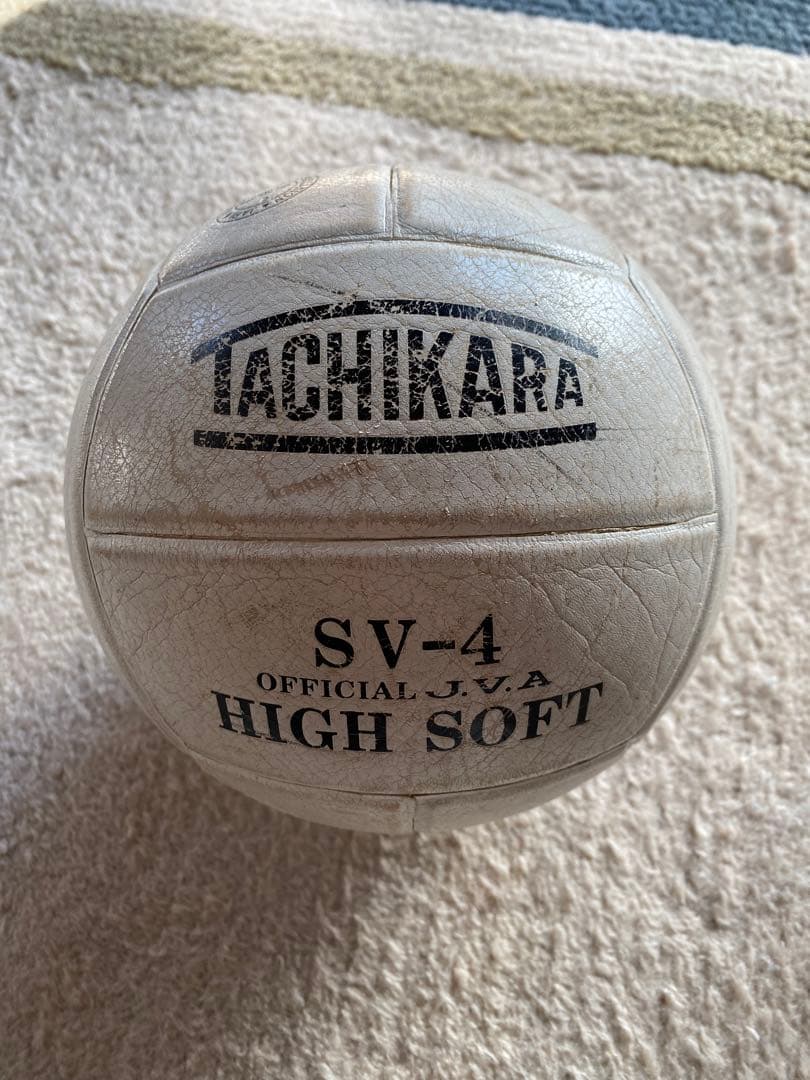 TACHIKARA
SV-4
OFFICIAL J.V.A
HIGH SOFT